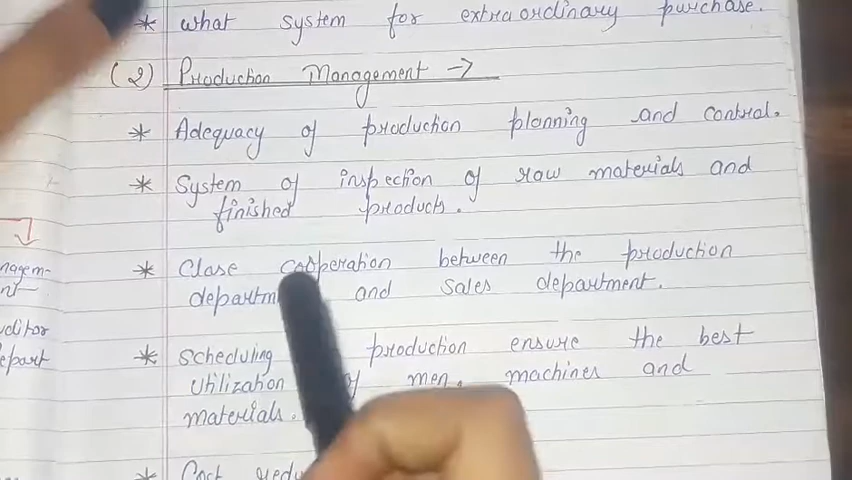 * what system for extraordinary purchase.
(2) Production Management →
* Adequacy of production planning and control.
* System of inspection of raw materials and
finished products.
* Close cooperation between the production
and sales department.
* Scheduling production ensure the best
utilization of men, machines and
materials.
* Cost